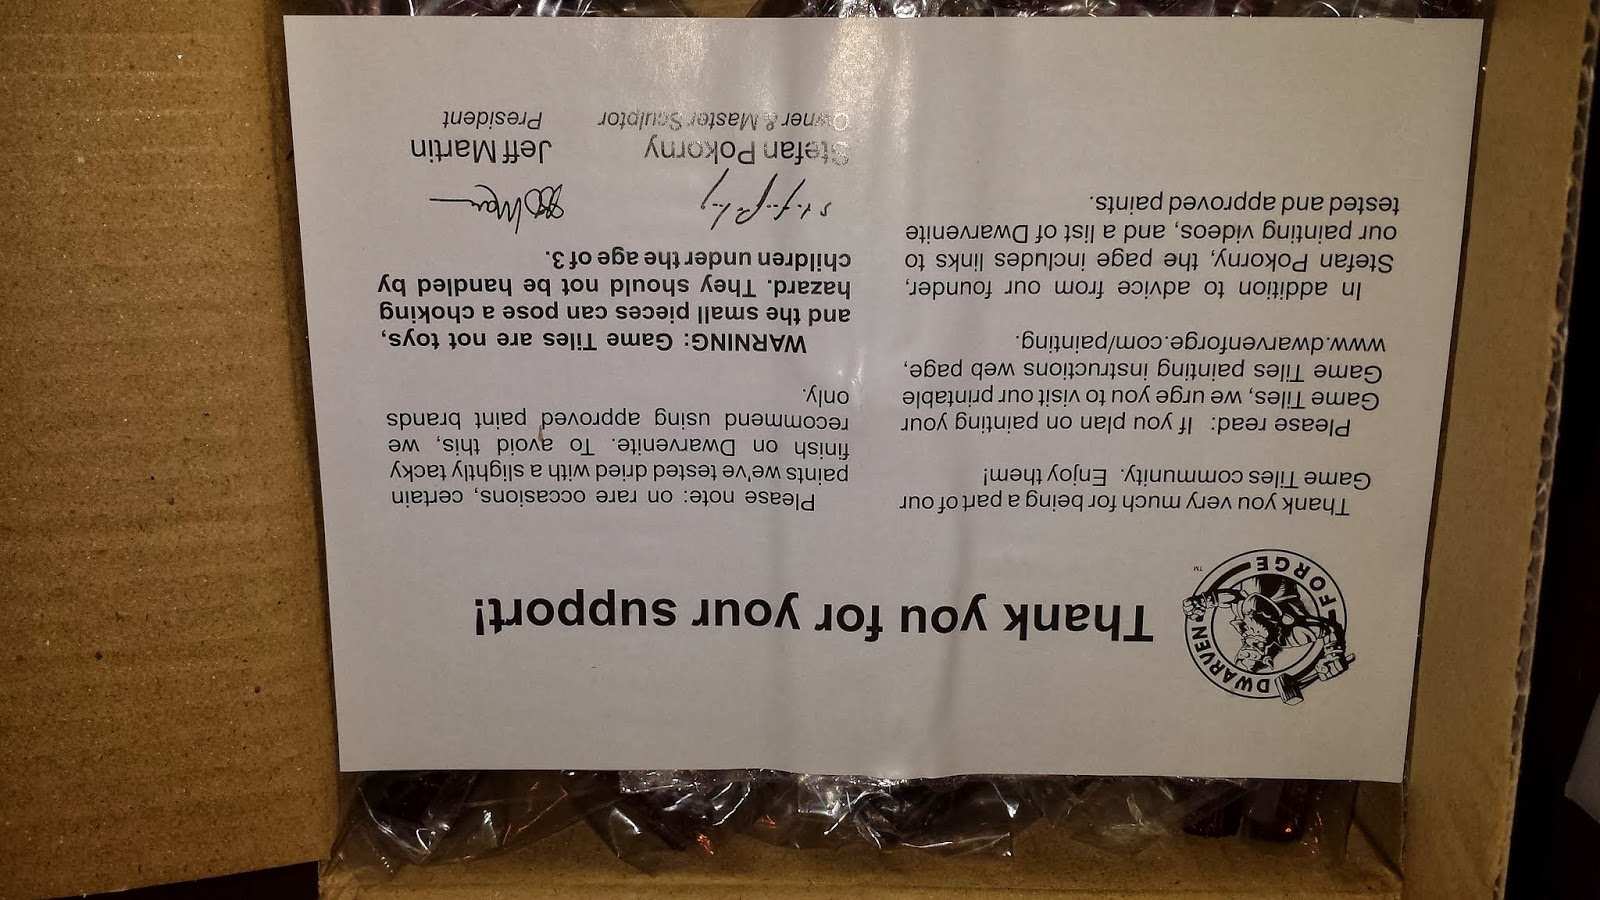 DWARVEN FORGE
TM
Thank you for your support!
Thank you very much for being a part of our
Game Tiles community. Enjoy them!
Please read: If you plan on painting your
Game Tiles, we urge you to visit our printable
Game Tiles painting instructions web page,
www.dwarvenforge.com/painting.
In addition to advice from our founder,
Stefan Pokorny, the page includes links to
our painting videos, and a list of Dwarvenite
tested and approved paints.
Please note: on rare occasions, certain
paints we've tested dried with a slightly tacky
finish on Dwarvenite. To avoid this, we
recommend using approved paint brands
only.
WARNING: Game Tiles are not toys,
and the small pieces can pose a choking
hazard. They should not be handled by
children under the age of 3.
Stefan Pokorny
Owner & Master Sculptor
Jeff Martin
President